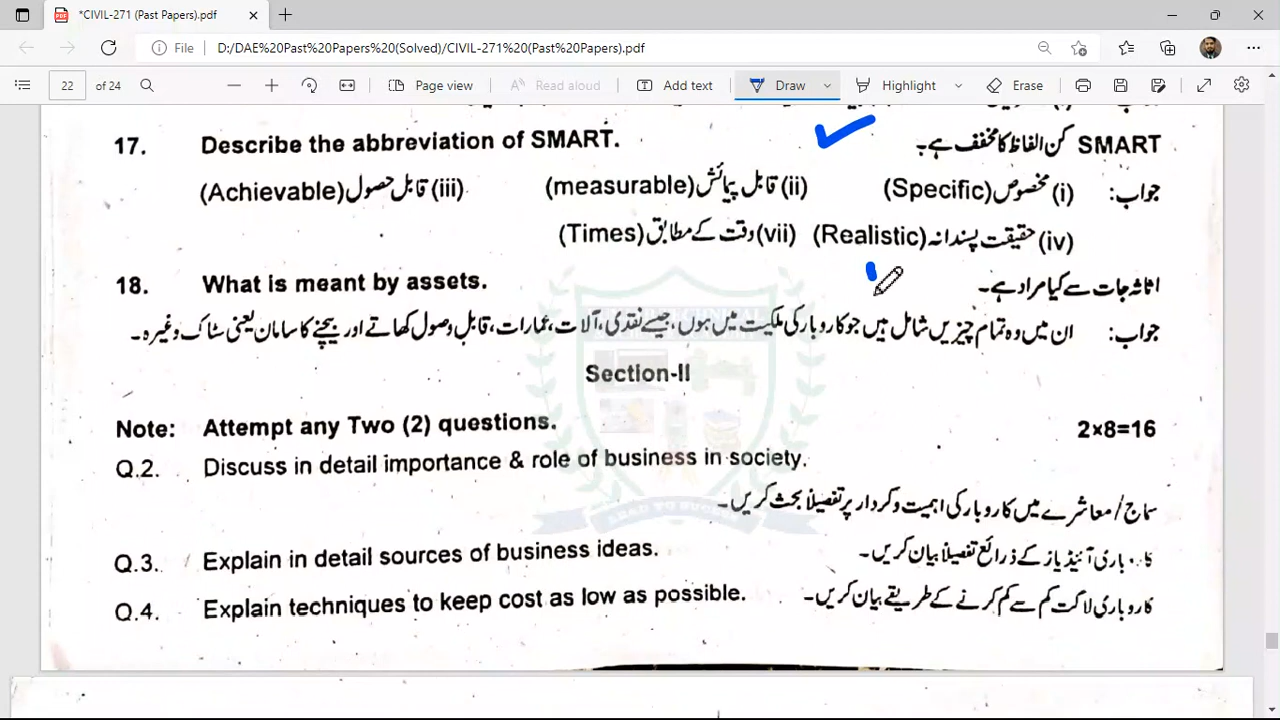 *CIVIL-271 (Past Papers).pdf
File D:/DAE%20Past%20Papers%20(Solved)/CIVIL-271%20(Past%20Papers).pdf
22 of 24 Page view Read aloud Add text Draw Highlight Erase
17. Describe the abbreviation of SMART. SMART کن الفاظ کا مخفف ہے۔
جواب: (i) مخصوص (Specific) (ii) قابل پیمائش (measurable) (iii) قابل حصول (Achievable)
(iv) حقیقت پسندانہ (Realistic) (vii) وقت کے مطابق (Times)
18. What is meant by assets. اثاثہ جات سے کیا مراد ہے۔
جواب: ان میں وہ تمام چیزیں شامل ہیں جو کاروبار کی ملکیت میں ہوں، جیسے نقدی، آلات، عمارات، قابل وصول کھاتے اور بیچنے کا سامان یعنی سٹاک وغیرہ۔
Section-II
Note: Attempt any Two (2) questions. 2×8=16
Q.2. Discuss in detail importance & role of business in society.
سماج/معاشرے میں کاروبار کی اہمیت و کردار پر تفصیلاً بحث کریں۔
Q.3. Explain in detail sources of business ideas. کاروباری آئیڈیاز کے ذرائع تفصیلاً بیان کریں۔
Q.4. Explain techniques to keep cost as low as possible. کاروباری لاگت کم سے کم کرنے کے طریقے بیان کریں۔